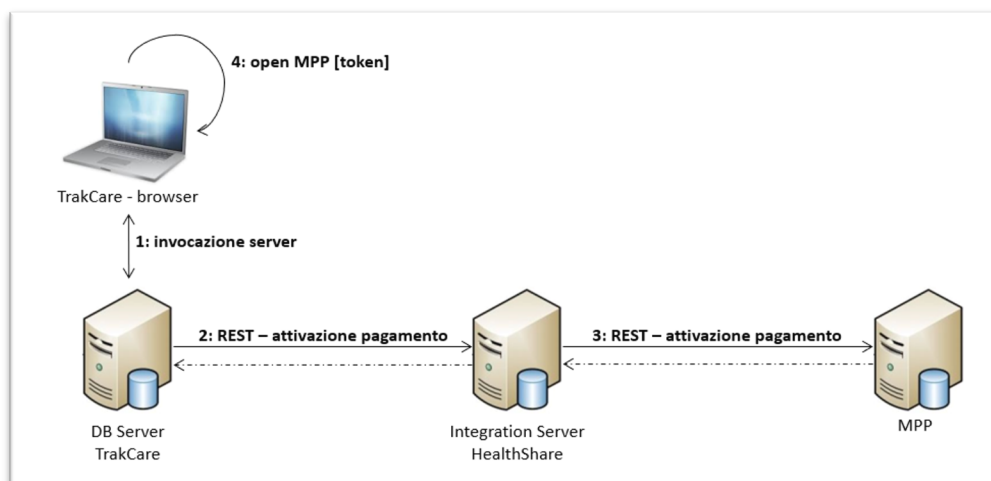 4: open MPP [token]
TrakCare - browser
1: invocazione server
2: REST – attivazione pagamento
3: REST – attivazione pagamento
DB Server
TrakCare
Integration Server
HealthShare
MPP